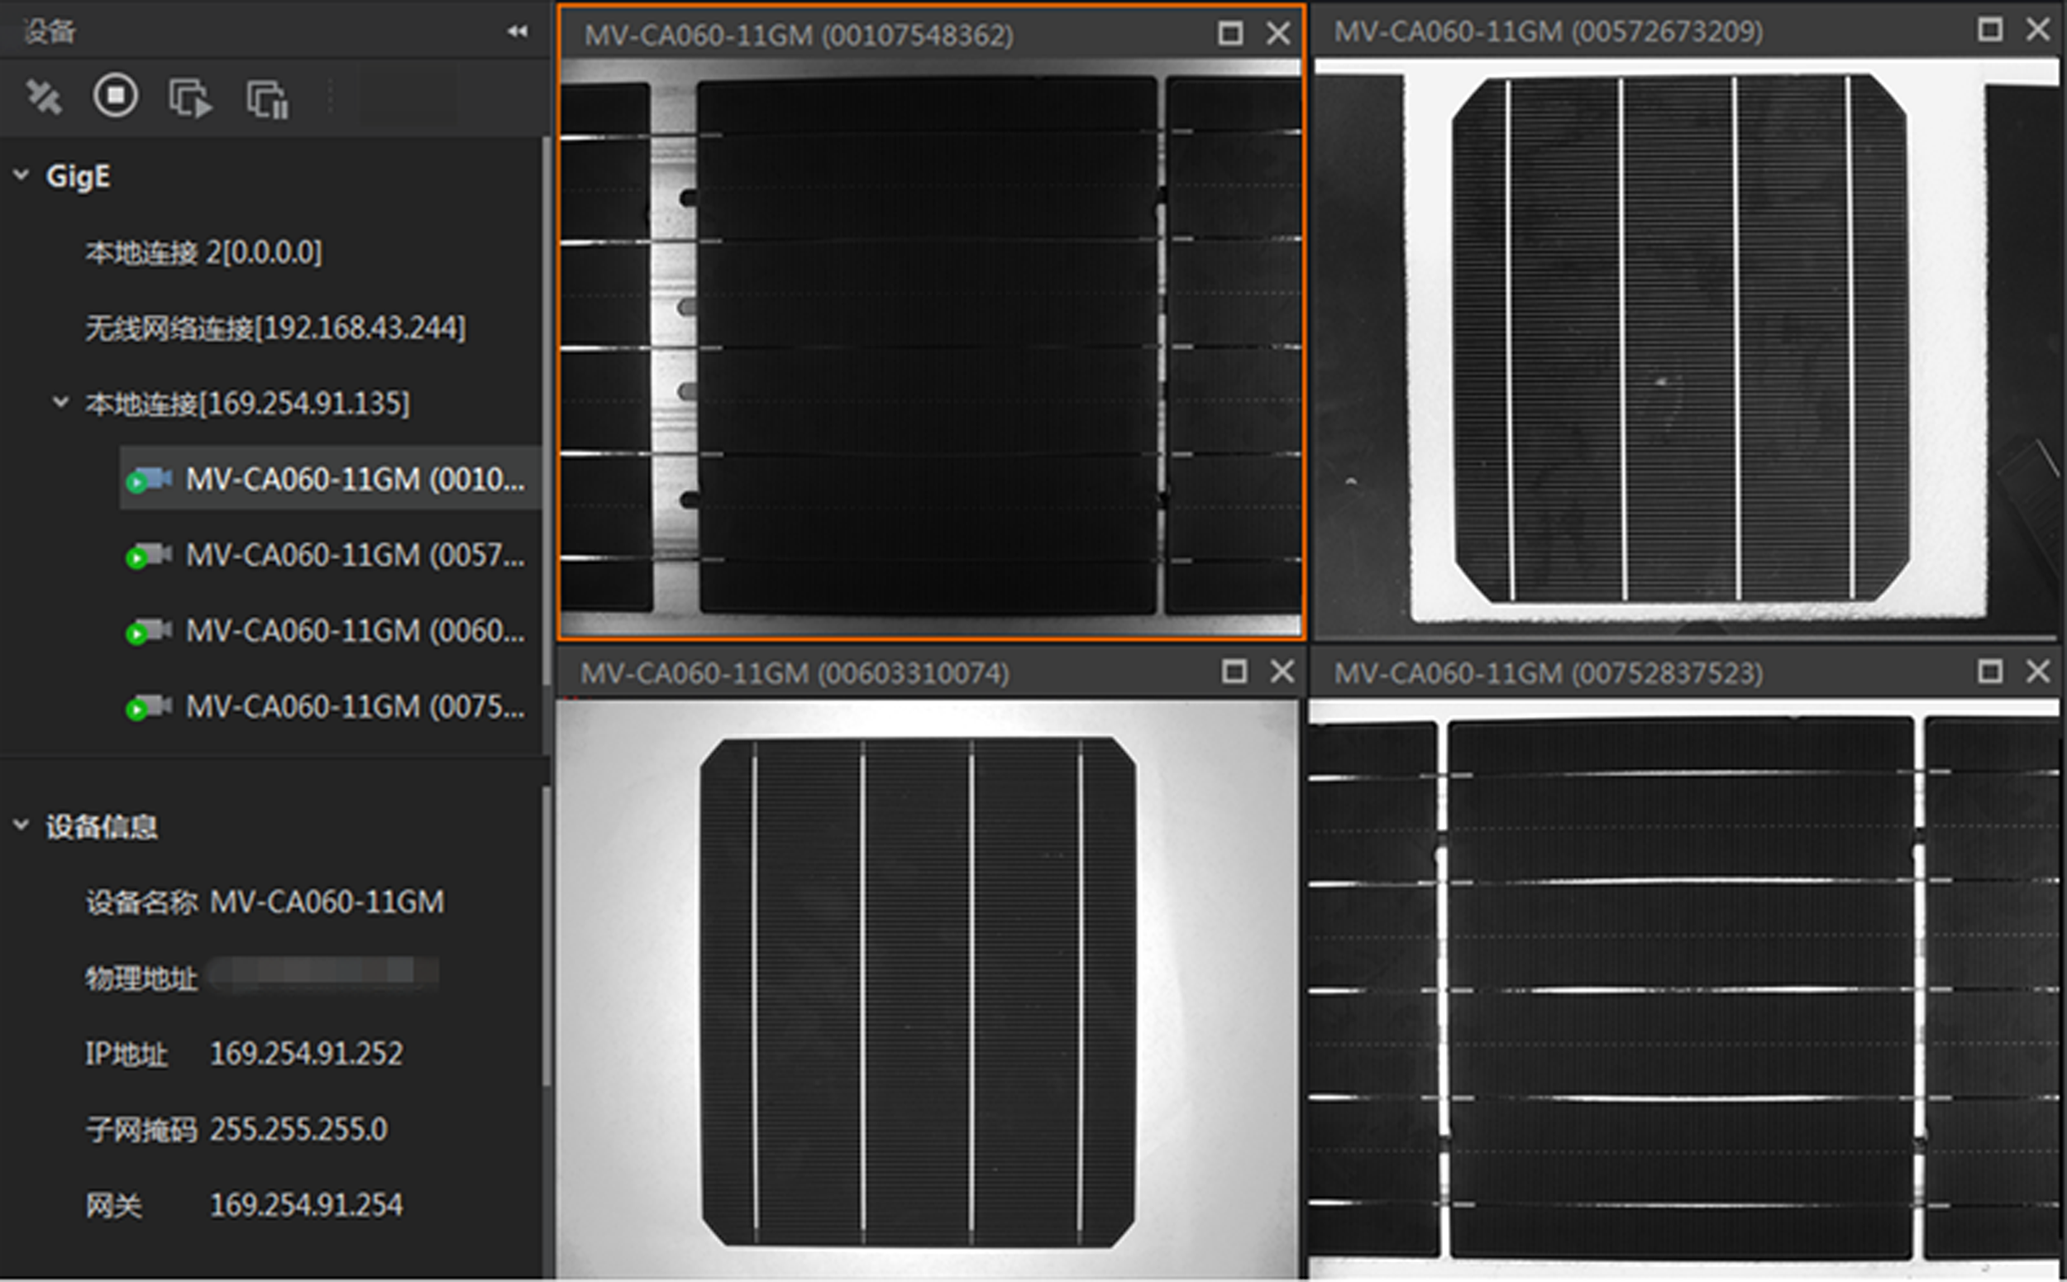 设备
GigE
本地连接 2[0.0.0.0]
无线网络连接[192.168.43.244]
本地连接[169.254.91.135]
MV-CA060-11GM (0010...
MV-CA060-11GM (0057...
MV-CA060-11GM (0060...
MV-CA060-11GM (0075...
设备信息
设备名称 MV-CA060-11GM
物理地址
IP地址 169.254.91.252
子网掩码 255.255.255.0
网关 169.254.91.254
MV-CA060-11GM (00107548362)
MV-CA060-11GM (00572673209)
MV-CA060-11GM (00603310074)
MV-CA060-11GM (00752837523)